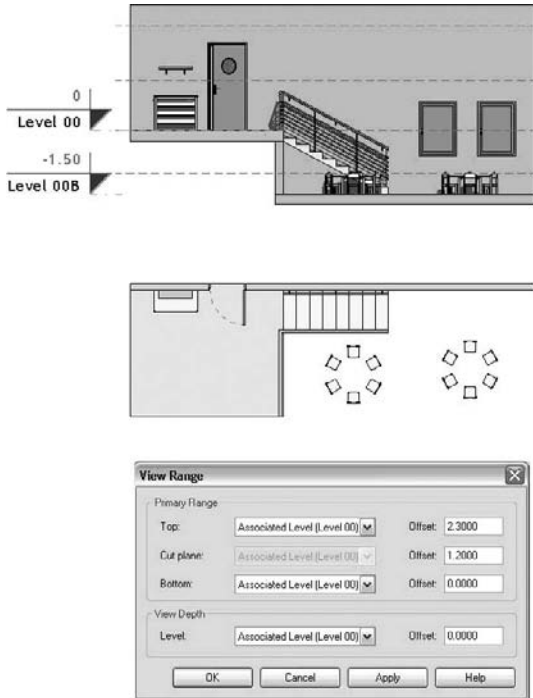 0
Level 00
-1.50
Level 00B
View Range
Primary Range
Top: Associated Level (Level 00) Offset: 2.3000
Cut plane: Associated Level (Level 00) Offset: 1.2000
Bottom: Associated Level (Level 00) Offset: 0.0000
View Depth
Level: Associated Level (Level 00) Offset: 0.0000
OK Cancel Apply Help